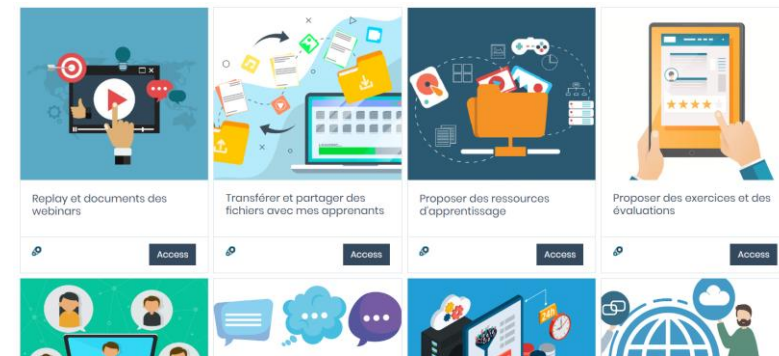 Replay et documents des
webinars
Access
Transférer et partager des
fichiers avec mes apprenants
Access
Proposer des ressources
d'apprentissage
Access
Proposer des exercices et des
évaluations
Access
24h